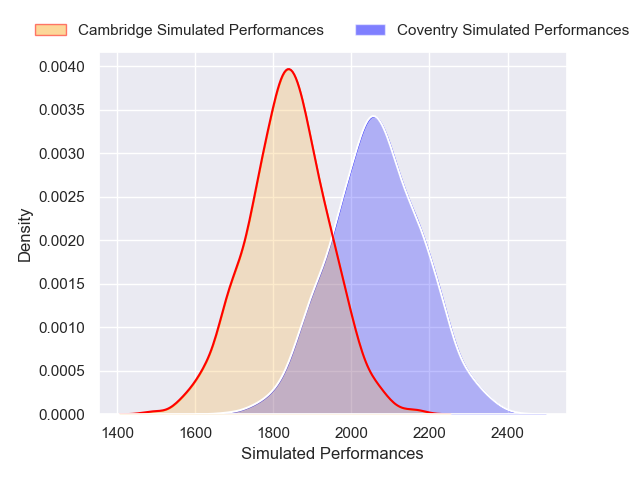 Cambridge Simulated Performances Coventry Simulated Performances
0.0040
0.0035
0.0030
0.0025
0.0020
0.0015
0.0010
0.0005
0.0000
Density
1400 1600 1800 2000 2200 2400
Simulated Performances